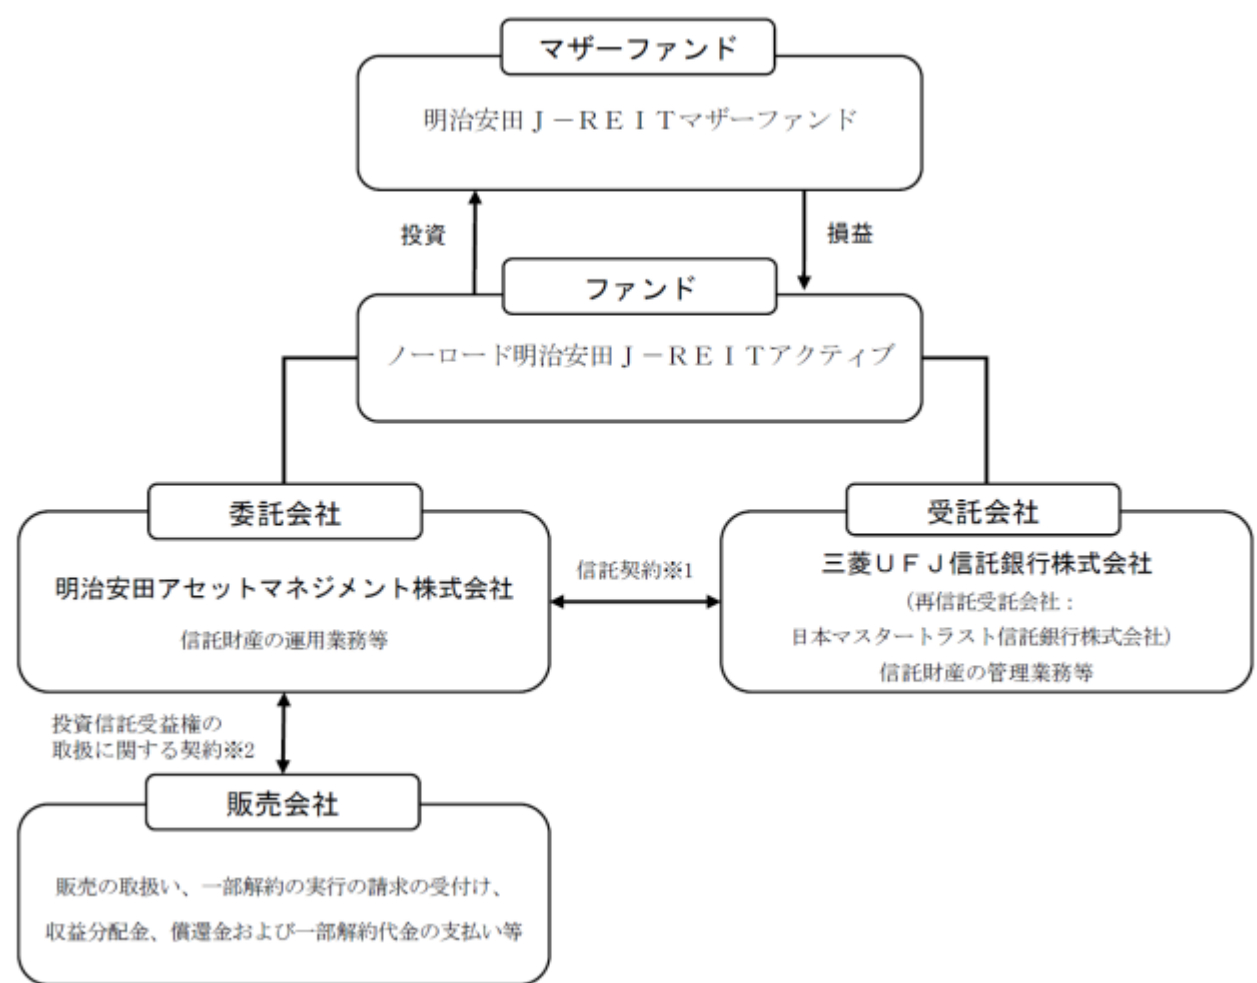 マザーファンド
明治安田Ｊ－ＲＥＩＴマザーファンド
投資
損益
ファンド
ノーロード明治安田Ｊ－ＲＥＩＴアクティブ
委託会社
明治安田アセットマネジメント株式会社
信託財産の運用業務等
信託契約※1
受託会社
三菱ＵＦＪ信託銀行株式会社
（再信託受託会社：
日本マスタートラスト信託銀行株式会社）
信託財産の管理業務等
投資信託受益権の
取扱に関する契約※2
販売会社
販売の取扱い、一部解約の実行の請求の受付け、
収益分配金、償還金および一部解約代金の支払い等